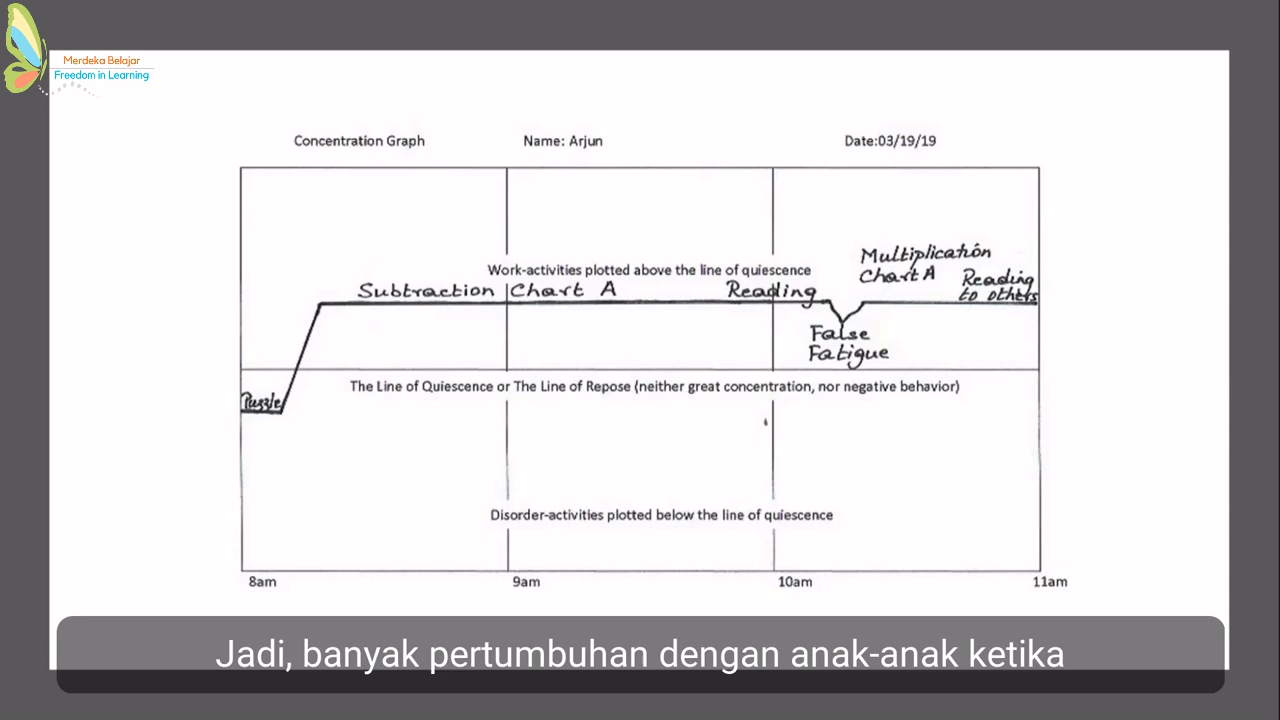 Merdeka Belajar
Freedom in Learning
Concentration Graph Name: Arjun Date:03/19/19
Work-activities plotted above the line of quiescence
Subtraction Chart A Reading
Multiplication
Chart A
Reading
to others
False
Fatigue
Puzzle
The Line of Quiescence or The Line of Repose (neither great concentration, nor negative behavior)
Disorder-activities plotted below the line of quiescence
8am 9am 10am 11am
Jadi, banyak pertumbuhan dengan anak-anak ketika